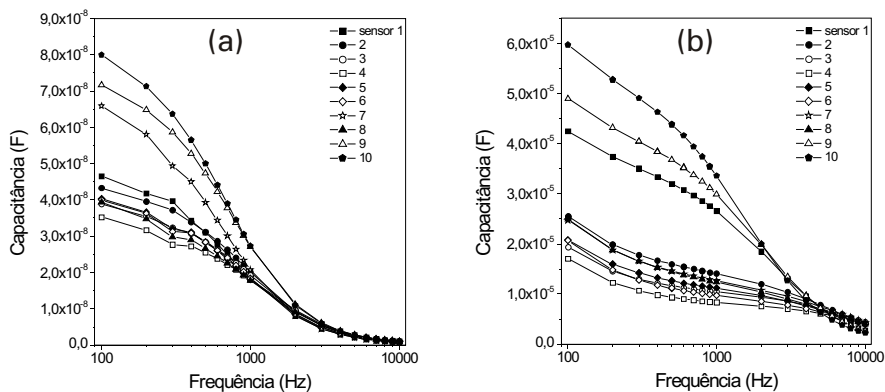 (a)
9,0x10-8
8,0x10-8
7,0x10-8
6,0x10-8
5,0x10-8
4,0x10-8
3,0x10-8
2,0x10-8
1,0x10-8
0,0
Capacitância (F)
100 1000 10000
Frequência (Hz)
sensor 1
2
3
4
5
6
7
8
9
10
(b)
6,0x10-5
5,0x10-5
4,0x10-5
3,0x10-5
2,0x10-5
1,0x10-5
0,0
Capacitância (F)
100 1000 10000
Frequência (Hz)
sensor 1
2
3
4
5
6
7
8
9
10